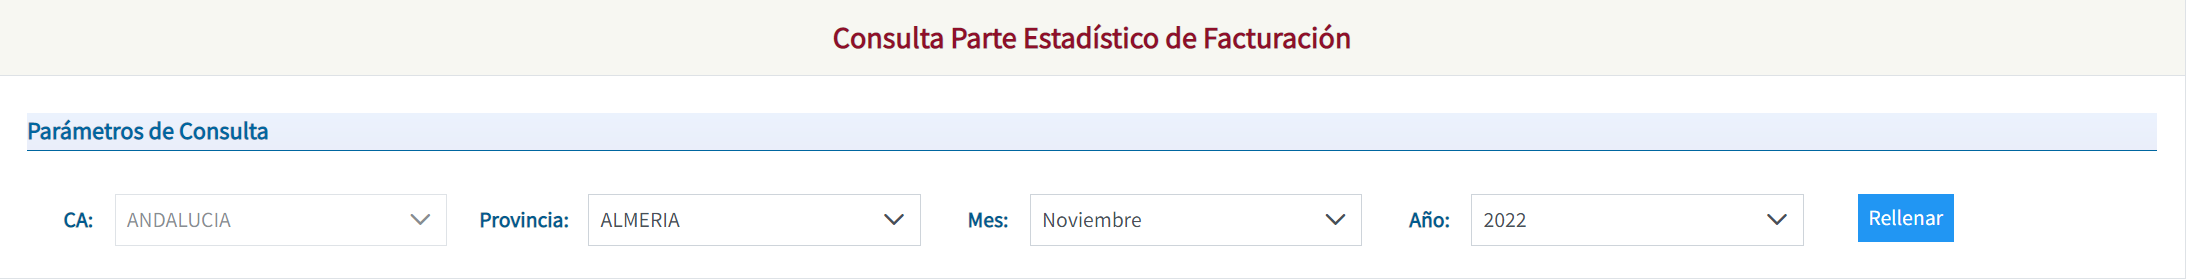 Consulta Parte Estadístico de Facturación
Parámetros de Consulta
CA: ANDALUCIA Provincia: ALMERIA Mes: Noviembre Año: 2022 Rellenar